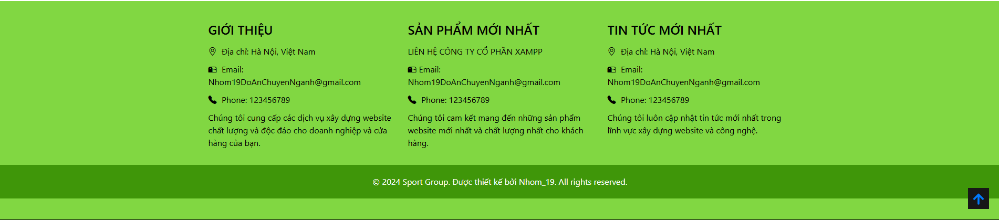 GIỚI THIỆU
Địa chỉ: Hà Nội, Việt Nam
Email:
Nhom19DoAnChuyenNganh@gmail.com
Phone: 123456789
Chúng tôi cung cấp các dịch vụ xây dựng website
chất lượng và độc đáo cho doanh nghiệp và cửa
hàng của bạn.
SẢN PHẨM MỚI NHẤT
LIÊN HỆ CÔNG TY CỔ PHẦN XAMPP
Email:
Nhom19DoAnChuyenNganh@gmail.com
Phone: 123456789
Chúng tôi cam kết mang đến những sản phẩm
website mới nhất và chất lượng nhất cho khách
hàng.
TIN TỨC MỚI NHẤT
Địa chỉ: Hà Nội, Việt Nam
Email:
Nhom19DoAnChuyenNganh@gmail.com
Phone: 123456789
Chúng tôi luôn cập nhật tin tức mới nhất trong
lĩnh vực xây dựng website và công nghệ.
© 2024 Sport Group. Được thiết kế bởi Nhom_19. All rights reserved.